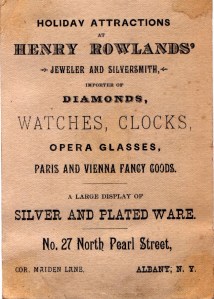 HOLIDAY ATTRACTIONS
AT
HENRY ROWLANDS'
JEWELER AND SILVERSMITH,
IMPORTER OF
DIAMONDS,
WATCHES, CLOCKS,
OPERA GLASSES,
PARIS AND VIENNA FANCY GOODS.
A LARGE DISPLAY OF
SILVER AND PLATED WARE.
No. 27 North Pearl Street,
COR. MAIDEN LANE. ALBANY, N. Y.